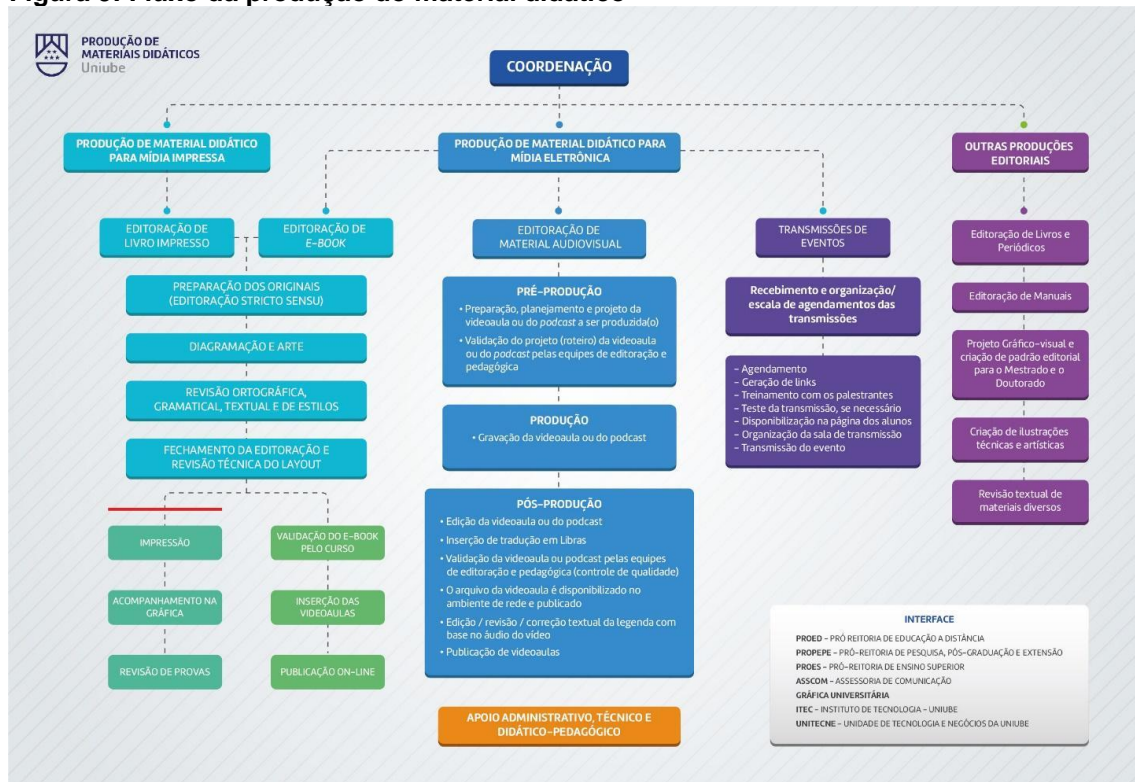 Figura 3: Fluxo da produção do material didático
PRODUÇÃO DE
MATERIAIS DIDÁTICOS
Uniube
COORDENAÇÃO
PRODUÇÃO DE MATERIAL DIDÁTICO
PARA MÍDIA IMPRESSA
PRODUÇÃO DE MATERIAL DIDÁTICO PARA
MÍDIA ELETRÔNICA
OUTRAS PRODUÇÕES
EDITORIAIS
EDITORAÇÃO DE
LIVRO IMPRESSO
EDITORAÇÃO DE
E-BOOK
PREPARAÇÃO DOS ORIGINAIS
(EDITORAÇÃO STRICTO SENSU)
DIAGRAMAÇÃO E ARTE
REVISÃO ORTOGRÁFICA,
GRAMATICAL, TEXTUAL E DE ESTILOS
FECHAMENTO DA EDITORAÇÃO E
REVISÃO TÉCNICA DO LAYOUT
IMPRESSÃO
ACOMPANHAMENTO NA
GRÁFICA
REVISÃO DE PROVAS
VALIDAÇÃO DO E-BOOK
PELO CURSO
INSERÇÃO DAS
VIDEOAULAS
PUBLICAÇÃO ON-LINE
EDITORAÇÃO DE
MATERIAL AUDIOVISUAL
PRÉ-PRODUÇÃO
• Preparação, planejamento e projeto da
videoaula ou do podcast a ser produzida(o)
• Validação do projeto (roteiro) da videoaula
ou do podcast pelas equipes de editoração e
pedagógica
PRODUÇÃO
• Gravação da videoaula ou do podcast
PÓS-PRODUÇÃO
• Edição da videoaula ou do podcast
• Inserção de tradução em Libras
• Validação da videoaula ou podcast pelas equipes
de editoração e pedagógica (controle de qualidade)
• O arquivo da videoaula é disponibilizado no
ambiente de rede e publicado
• Edição / revisão / correção textual da legenda com
base no áudio do vídeo
• Publicação de videoaulas
APOIO ADMINISTRATIVO, TÉCNICO E
DIDÁTICO-PEDAGÓGICO
TRANSMISSÕES DE
EVENTOS
Recebimento e organização/
escala de agendamentos das
transmissões
- Agendamento
- Geração de links
- Treinamento com os palestrantes
- Teste da transmissão, se necessário
- Disponibilização na página dos alunos
- Organização da sala de transmissão
- Transmissão do evento
Editoração de Livros e
Periódicos
Editoração de Manuais
Projeto Gráfico-visual e
criação de padrão editorial
para o Mestrado e o
Doutorado
Criação de ilustrações
técnicas e artísticas
Revisão textual de
materiais diversos
INTERFACE
PROED – PRÓ REITORIA DE EDUCAÇÃO A DISTÂNCIA
PROPEPE – PRÓ-REITORIA DE PESQUISA, PÓS-GRADUAÇÃO E EXTENSÃO
PROES – PRÓ-REITORIA DE ENSINO SUPERIOR
ASSCOM – ASSESSORIA DE COMUNICAÇÃO
GRÁFICA UNIVERSITÁRIA
ITEC – INSTITUTO DE TECNOLOGIA – UNIUBE
UNITECNE – UNIDADE DE TECNOLOGIA E NEGÓCIOS DA UNIUBE